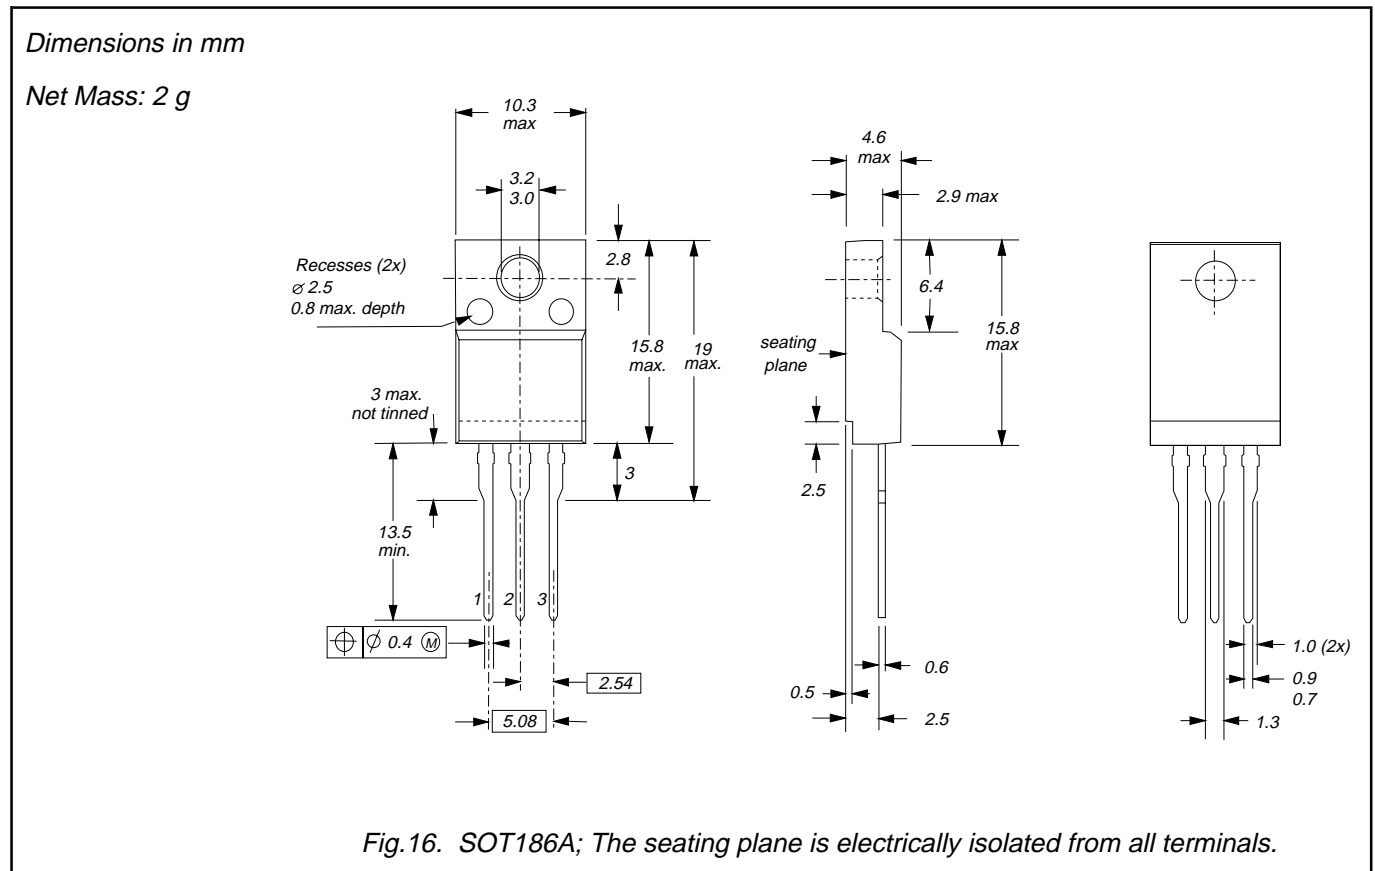 Dimensions in mm
Net Mass: 2 g
10.3
max
3.2
3.0
2.8
Recesses (2x)
⌀ 2.5
0.8 max. depth
15.8
max.
19
max.
3 max.
not tinned
3
13.5
min.
1 2 3
⌖ ⌀ 0.4 Ⓜ
2.54
5.08
4.6
max
2.9 max
6.4
15.8
max
seating
plane
2.5
0.6
0.5
2.5
1.0 (2x)
0.9
0.7
1.3
Fig.16. SOT186A; The seating plane is electrically isolated from all terminals.